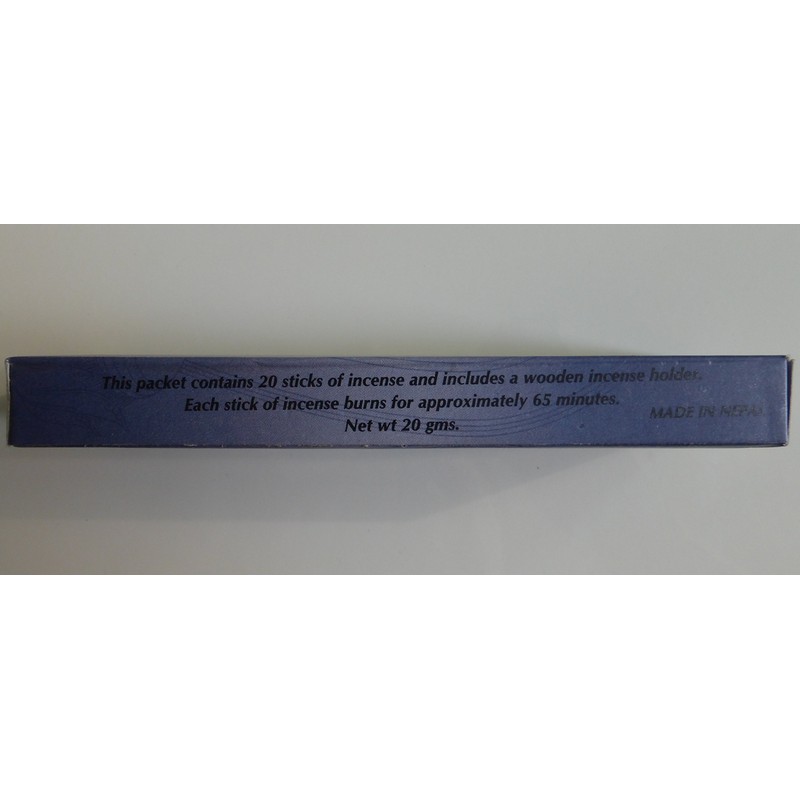 This packet contains 20 sticks of incense and includes a wooden incense holder.
Each stick of incense burns for approximately 65 minutes.
Net wt 20 gms.
MADE IN NEPAL